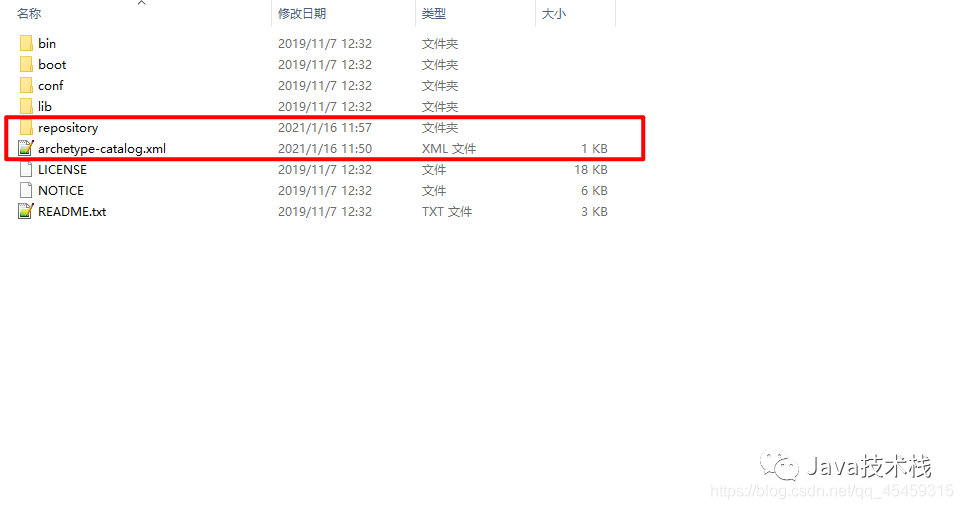 名称 修改日期 类型 大小
bin 2019/11/7 12:32 文件夹
boot 2019/11/7 12:32 文件夹
conf 2019/11/7 12:32 文件夹
lib 2019/11/7 12:32 文件夹
repository 2021/1/16 11:57 文件夹
archetype-catalog.xml 2021/1/16 11:50 XML 文件 1 KB
LICENSE 2019/11/7 12:32 文件 18 KB
NOTICE 2019/11/7 12:32 文件 6 KB
README.txt 2019/11/7 12:32 TXT 文件 3 KB
Java技术栈
https://blog.csdn.net/qq_45459315